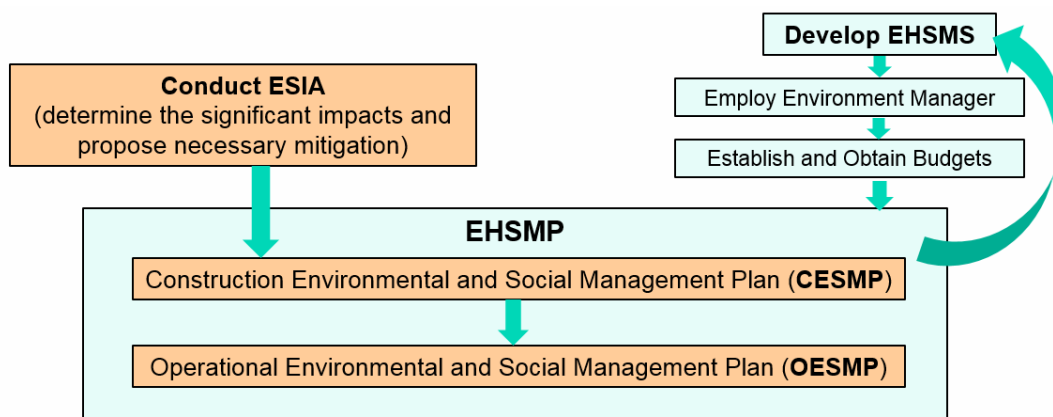 Develop EHSMS
Conduct ESIA
(determine the significant impacts and
propose necessary mitigation)
Employ Environment Manager
Establish and Obtain Budgets
EHSMP
Construction Environmental and Social Management Plan (CESMP)
Operational Environmental and Social Management Plan (OESMP)